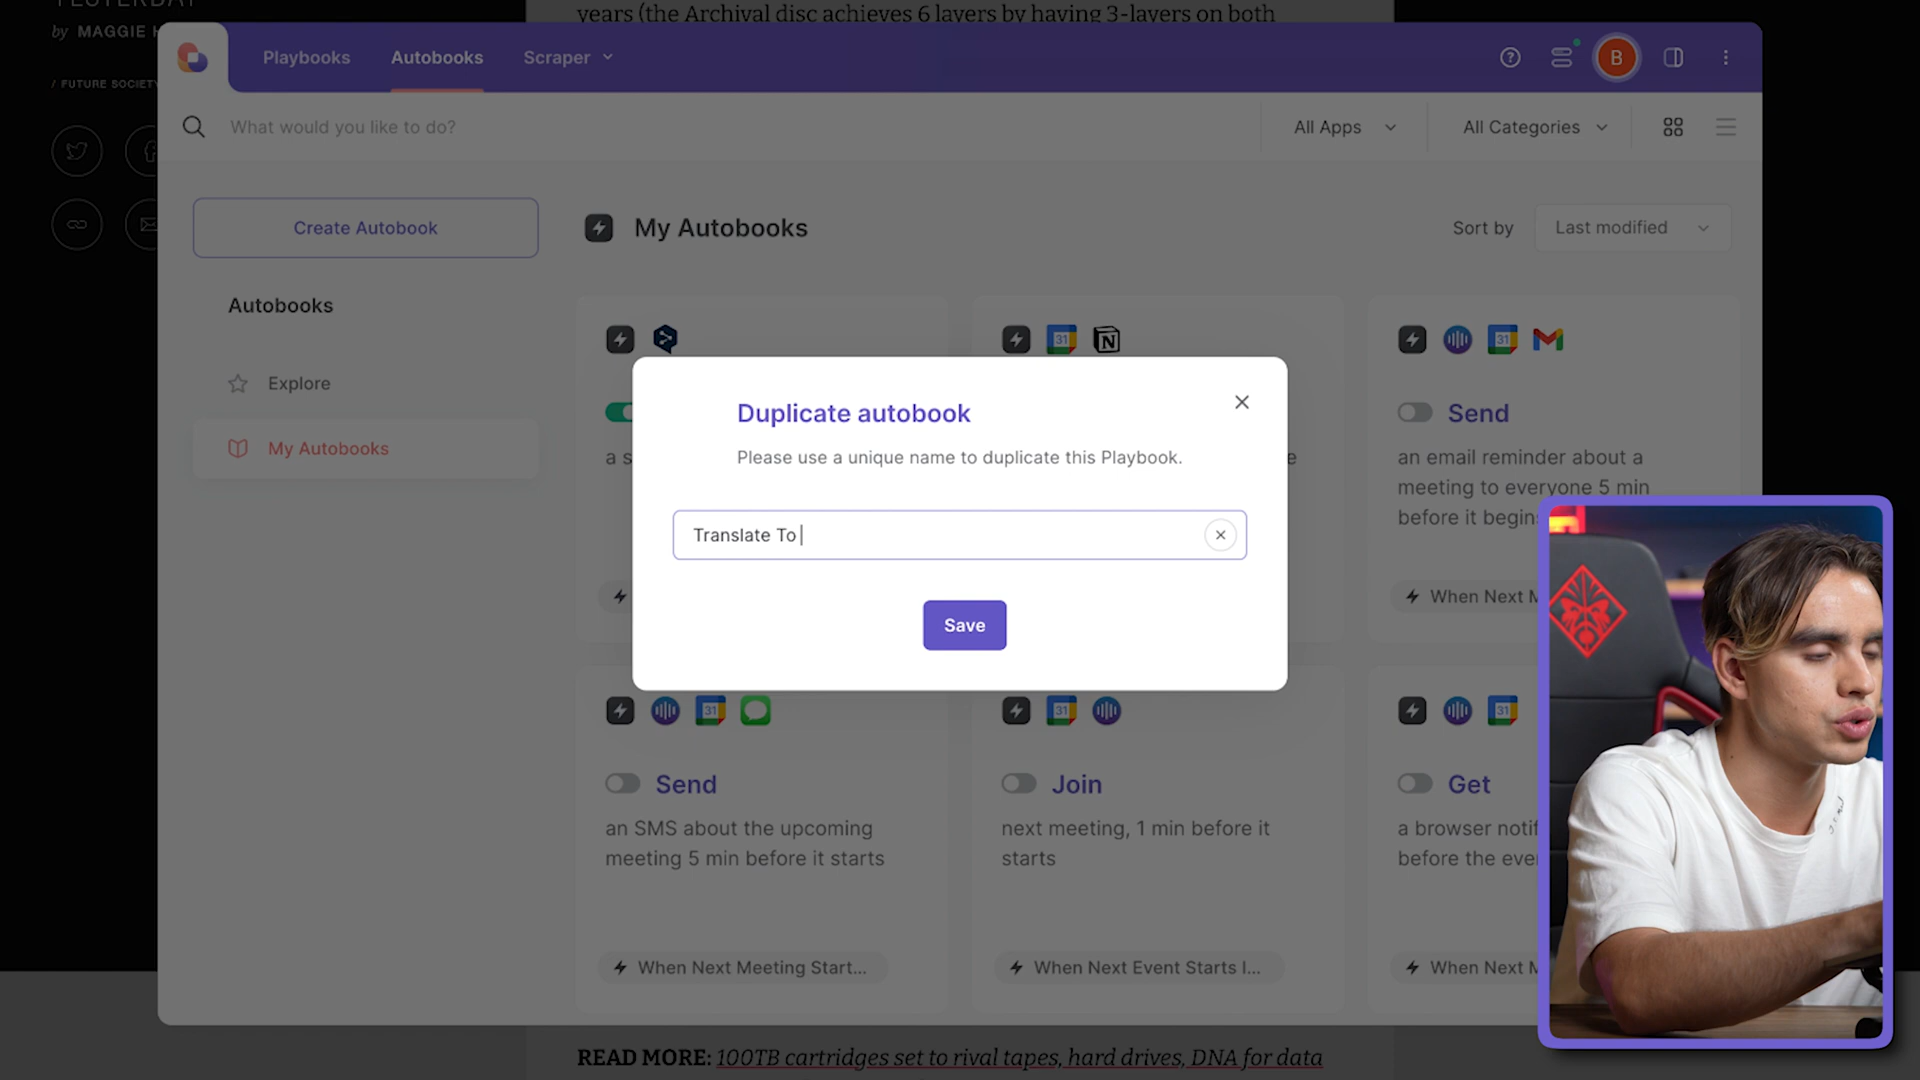 years (the Archival disc achieves 6 layers by having 3-layers on both
by MAGGIE H
/ FUTURE SOCIETY
Playbooks
Autobooks
Scraper
B
What would you like to do?
All Apps
All Categories
Create Autobook
My Autobooks
Sort by
Last modified
Autobooks
Explore
My Autobooks
31
N
31
a s
e
Send
an email reminder about a
meeting to everyone 5 min
before it begins
When Next M
Duplicate autobook
Please use a unique name to duplicate this Playbook.
Translate To
Save
31
31
31
Send
an SMS about the upcoming
meeting 5 min before it starts
When Next Meeting Start...
Join
next meeting, 1 min before it
starts
When Next Event Starts I...
Get
a browser notif
before the eve
When Next M
READ MORE: 100TB cartridges set to rival tapes, hard drives, DNA for data